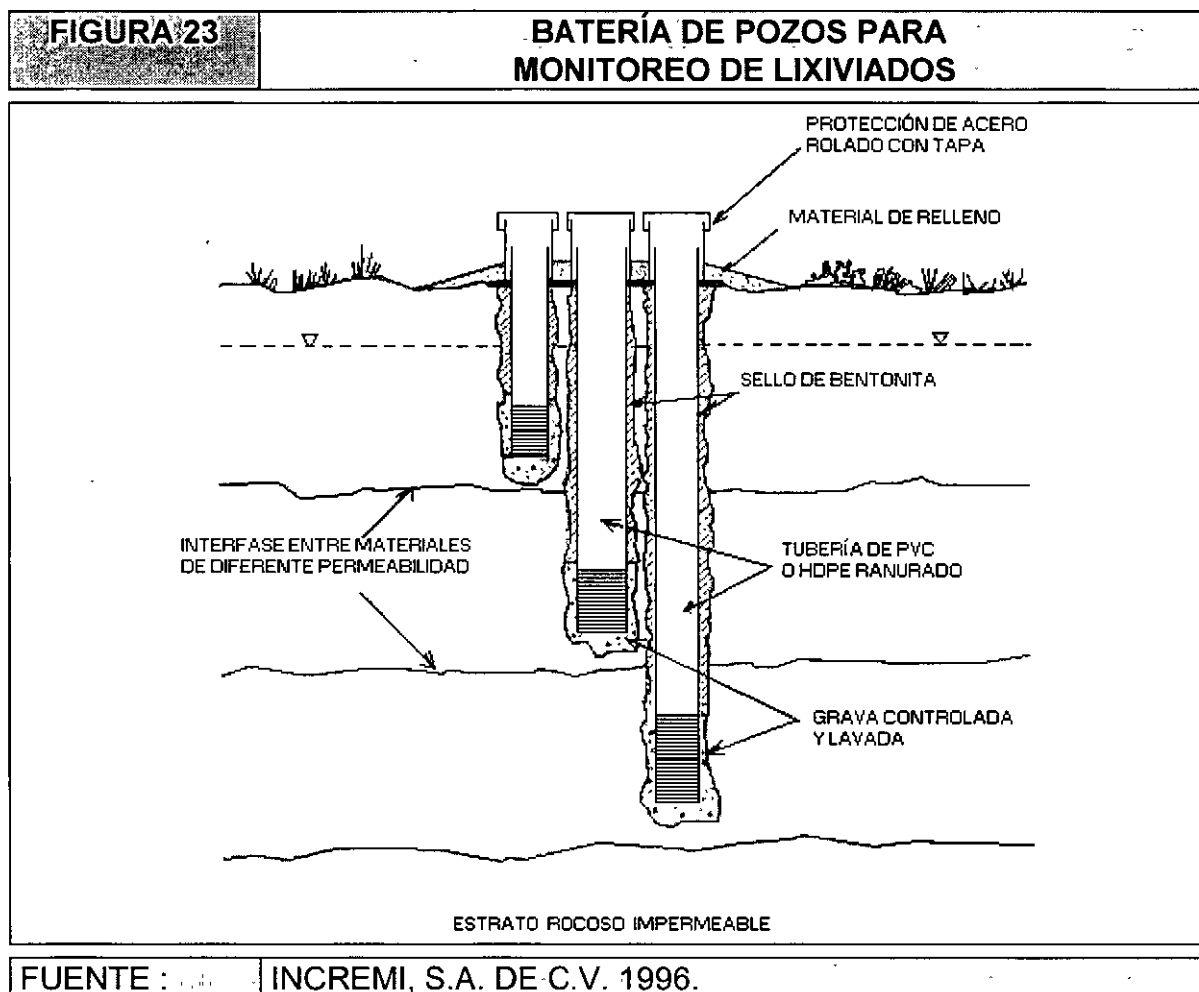 FIGURA 23
BATERÍA DE POZOS PARA
MONITOREO DE LIXIVIADOS
PROTECCIÓN DE ACERO
ROLADO CON TAPA
MATERIAL DE RELLENO
SELLO DE BENTONITA
INTERFASE ENTRE MATERIALES
DE DIFERENTE PERMEABILIDAD
TUBERÍA DE PVC
O HDPE RANURADO
GRAVA CONTROLADA
Y LAVADA
ESTRATO ROCOSO IMPERMEABLE
FUENTE : INCREMI, S.A. DE C.V. 1996.